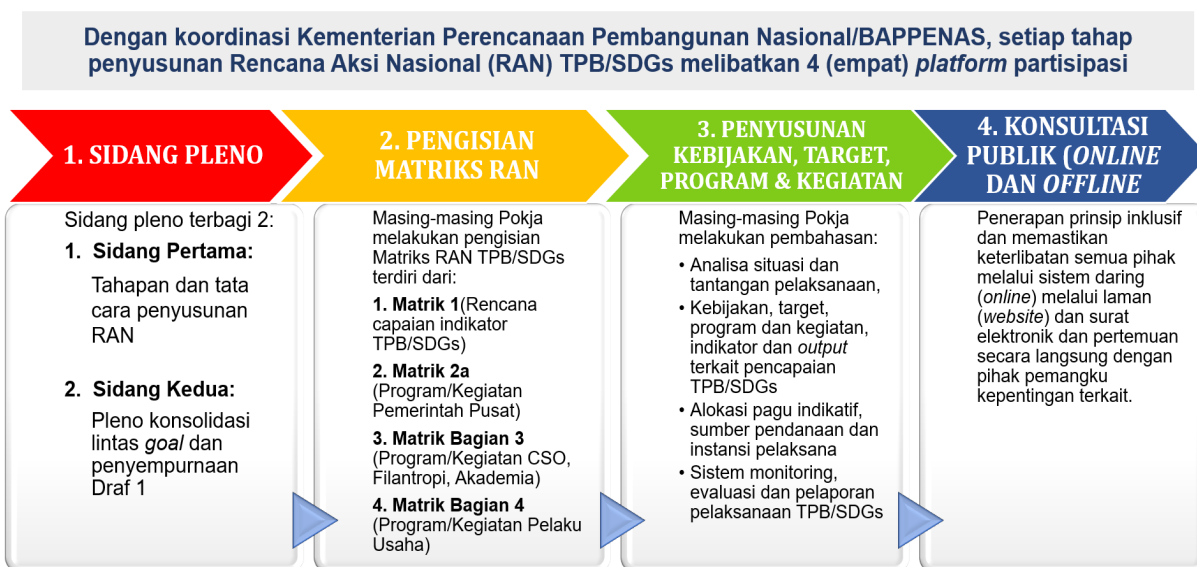 Dengan koordinasi Kementerian Perencanaan Pembangunan Nasional/BAPPENAS, setiap tahap
penyusunan Rencana Aksi Nasional (RAN) TPB/SDGs melibatkan 4 (empat) platform partisipasi
1. SIDANG PLENO
Sidang pleno terbagi 2:
1. Sidang Pertama:
Tahapan dan tata
cara penyusunan
RAN
2. Sidang Kedua:
Pleno konsolidasi
lintas goal dan
penyempurnaan
Draf 1
2. PENGISIAN
MATRIKS RAN
Masing-masing Pokja
melakukan pengisian
Matriks RAN TPB/SDGs
terdiri dari:
1. Matrik 1(Rencana
capaian indikator
TPB/SDGs)
2. Matrik 2a
(Program/Kegiatan
Pemerintah Pusat)
3. Matrik Bagian 3
(Program/Kegiatan CSO,
Filantropi, Akademia)
4. Matrik Bagian 4
(Program/Kegiatan Pelaku
Usaha)
3. PENYUSUNAN
KEBIJAKAN, TARGET,
PROGRAM & KEGIATAN
Masing-masing Pokja
melakukan pembahasan:
• Analisa situasi dan
tantangan pelaksanaan,
• Kebijakan, target,
program dan kegiatan,
indikator dan output
terkait pencapaian
TPB/SDGs
• Alokasi pagu indikatif,
sumber pendanaan dan
instansi pelaksana
• Sistem monitoring,
evaluasi dan pelaporan
pelaksanaan TPB/SDGs
4. KONSULTASI
PUBLIK (ONLINE
DAN OFFLINE
Penerapan prinsip inklusif
dan memastikan
keterlibatan semua pihak
melalui sistem daring
(online) melalui laman
(website) dan surat
elektronik dan pertemuan
secara langsung dengan
pihak pemangku
kepentingan terkait.